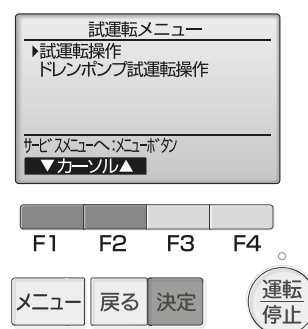 試運転メニュー
▶試運転操作
ドレンポンプ試運転操作
ｻｰﾋﾞｽﾒﾆｭｰへ:ﾒﾆｭｰﾎﾞﾀﾝ
▼カーソル▲
F1 F2 F3 F4
メニュー 戻る 決定 運転
停止